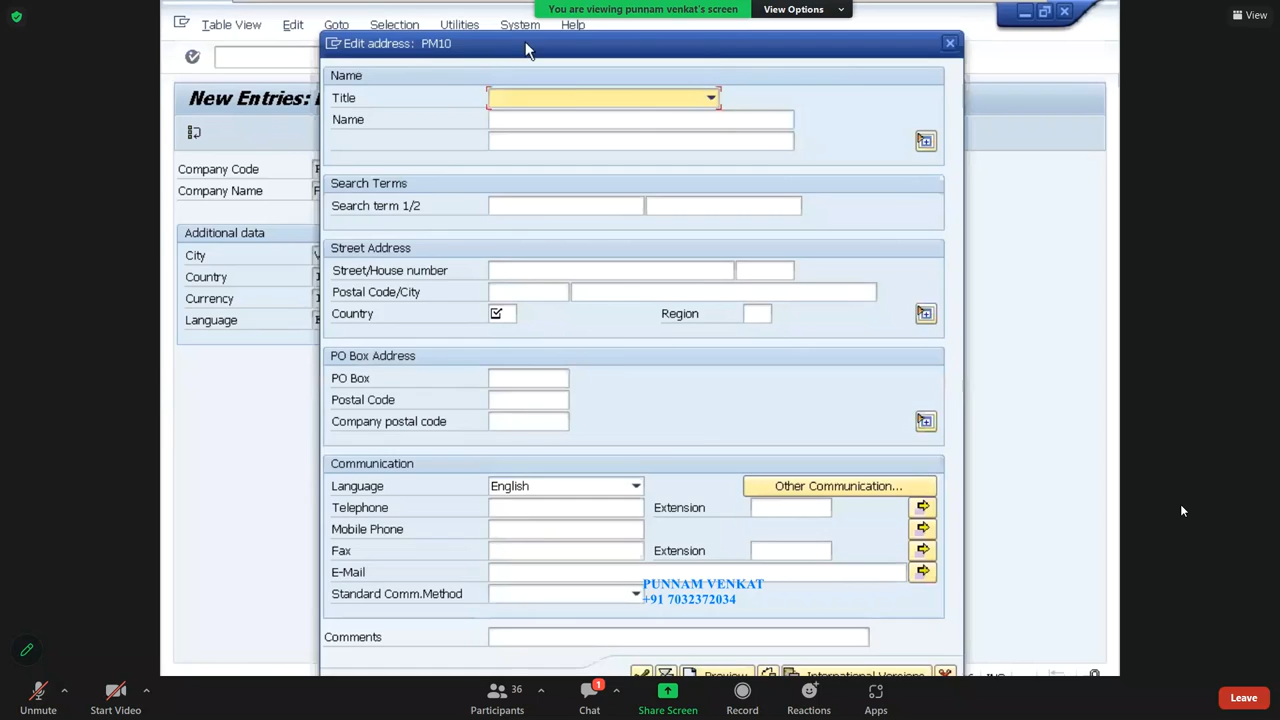 You are viewing punnam venkat's screen
View Options
View
Table View Edit Goto Selection Utilities System Help
Edit address: PM10
New Entries:
Name
Title
Name
Company Code
Company Name
Search Terms
Search term 1/2
Additional data
City
Country
Currency
Language
Street Address
Street/House number
Postal Code/City
Country Region
PO Box Address
PO Box
Postal Code
Company postal code
Communication
Language English Other Communication...
Telephone Extension
Mobile Phone
Fax Extension
E-Mail
PUNNAM VENKAT
Standard Comm.Method
+91 7032372034
Comments
Preview International Versions
Unmute Start Video Participants 36 Chat 1 Share Screen Record Reactions Apps Leave